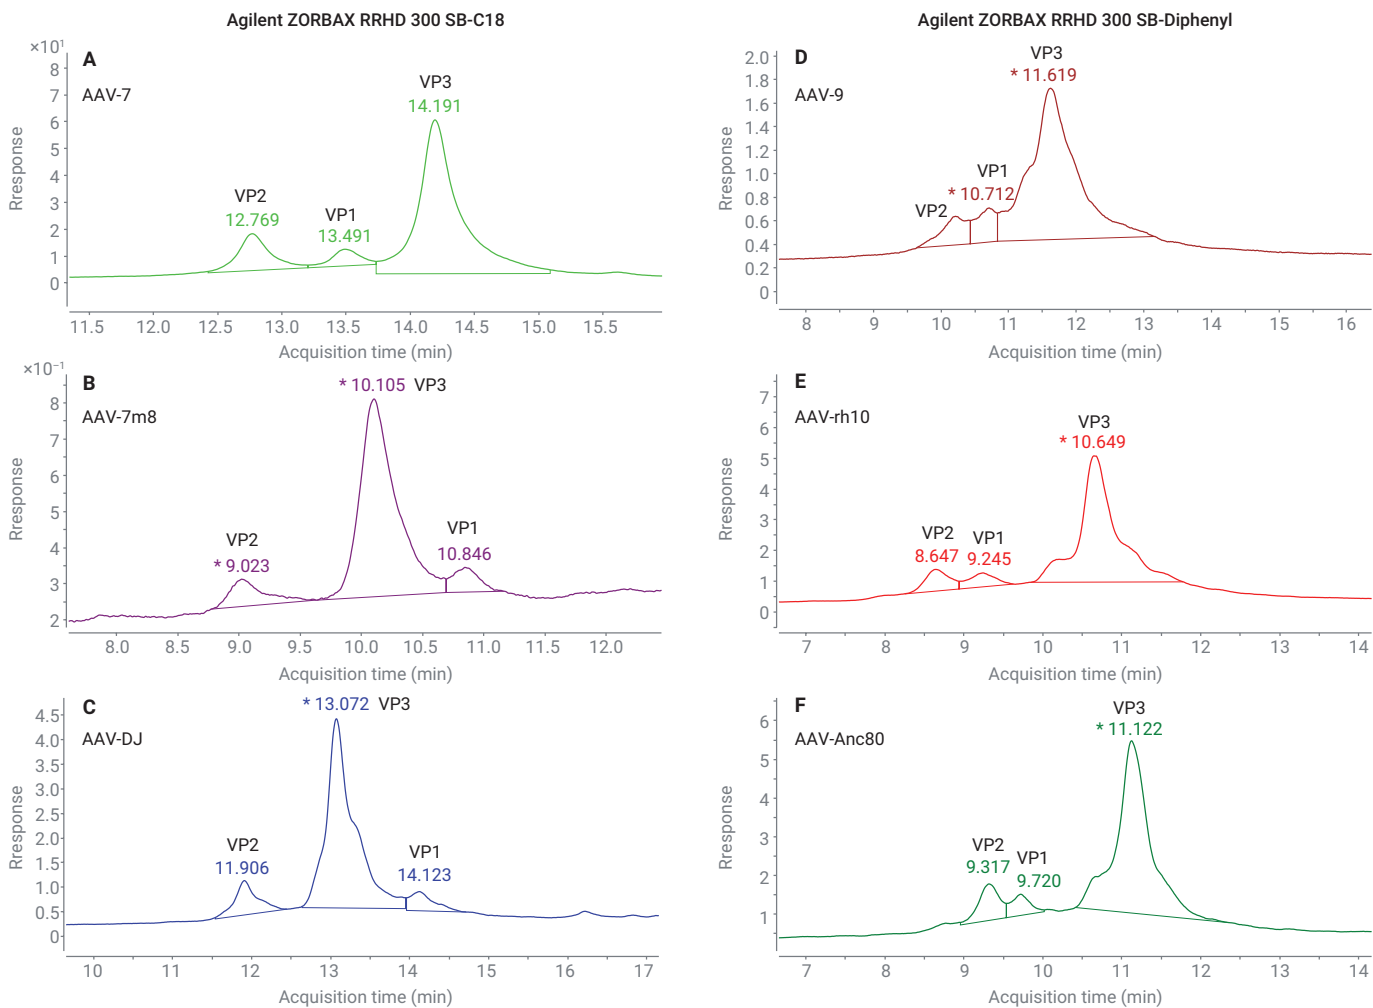 Agilent ZORBAX RRHD 300 SB-C18
×10¹
A
AAV-7
VP3
14.191
VP2
12.769
VP1
13.491
8
7
6
5
4
3
2
1
0
Rresponse
11.5 12.0 12.5 13.0 13.5 14.0 14.5 15.0 15.5
Acquisition time (min)
×10⁻¹
B
AAV-7m8
* 10.105 VP3
VP2
* 9.023
VP1
10.846
8
7
6
5
4
3
2
Rresponse
8.0 8.5 9.0 9.5 10.0 10.5 11.0 11.5 12.0
Acquisition time (min)
C
AAV-DJ
* 13.072 VP3
VP2
11.906
VP1
14.123
4.5
4.0
3.5
3.0
2.5
2.0
1.5
1.0
0.5
0
Rresponse
10 11 12 13 14 15 16 17
Acquisition time (min)
Agilent ZORBAX RRHD 300 SB-Diphenyl
D
AAV-9
VP3
* 11.619
VP1
* 10.712
VP2
2.0
1.8
1.6
1.4
1.2
1.0
0.8
0.6
0.4
0.2
0
Rresponse
8 9 10 11 12 13 14 15 16
Acquisition time (min)
E
AAV-rh10
VP3
* 10.649
VP2
8.647
VP1
9.245
7
6
5
4
3
2
1
0
Rresponse
7 8 9 10 11 12 13 14
Acquisition time (min)
F
AAV-Anc80
VP3
* 11.122
VP2
9.317
VP1
9.720
6
5
4
3
2
1
Rresponse
7 8 9 10 11 12 13 14
Acquisition time (min)